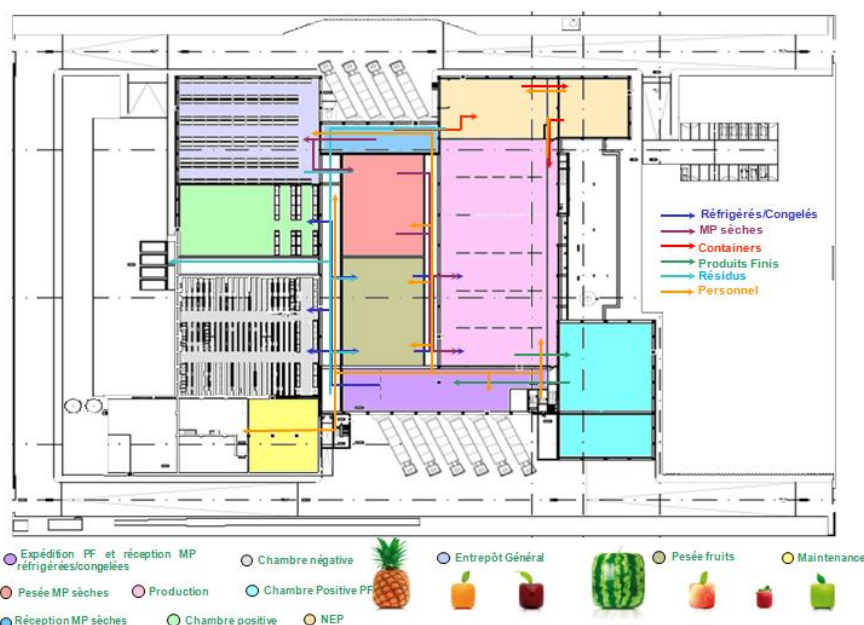 Réfrigérés/Congelés
MP sèches
Containers
Produits Finis
Résidus
Personnel
Expédition PF et réception MP
réfrigérées/congelées
Chambre négative
Entrepôt Général
Pesée fruits
Maintenance
Pesée MP sèches
Production
Chambre Positive PF
Réception MP sèches
Chambre positive
NEP